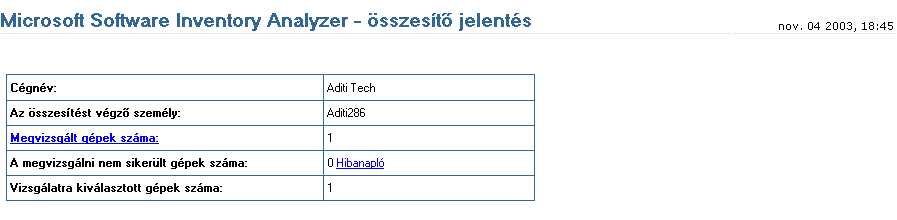 Microsoft Software Inventory Analyzer - összesítő jelentés
nov. 04 2003, 18:45
Cégnév: Aditi Tech
Az összesítést végző személy: Aditi286
Megvizsgált gépek száma: 1
A megvizsgálni nem sikerült gépek száma: 0 Hibanapló
Vizsgálatra kiválasztott gépek száma: 1